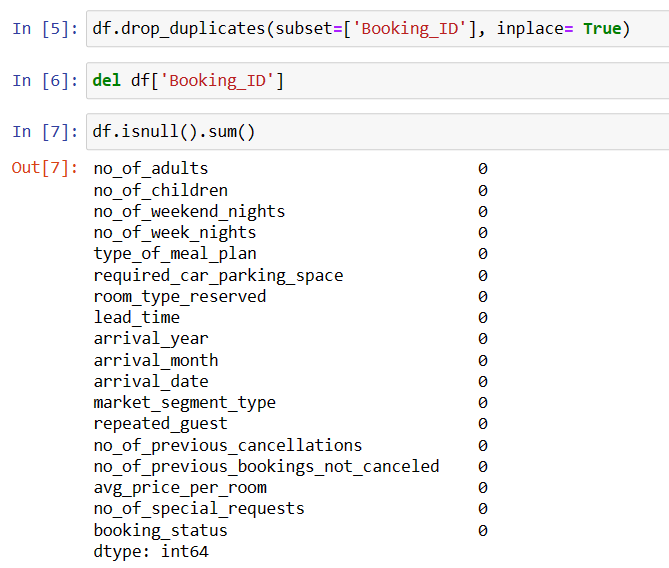 In [5]: df.drop_duplicates(subset=['Booking_ID'], inplace= True)
In [6]: del df['Booking_ID']
In [7]: df.isnull().sum()
Out[7]: no_of_adults 0
no_of_children 0
no_of_weekend_nights 0
no_of_week_nights 0
type_of_meal_plan 0
required_car_parking_space 0
room_type_reserved 0
lead_time 0
arrival_year 0
arrival_month 0
arrival_date 0
market_segment_type 0
repeated_guest 0
no_of_previous_cancellations 0
no_of_previous_bookings_not_canceled 0
avg_price_per_room 0
no_of_special_requests 0
booking_status 0
dtype: int64